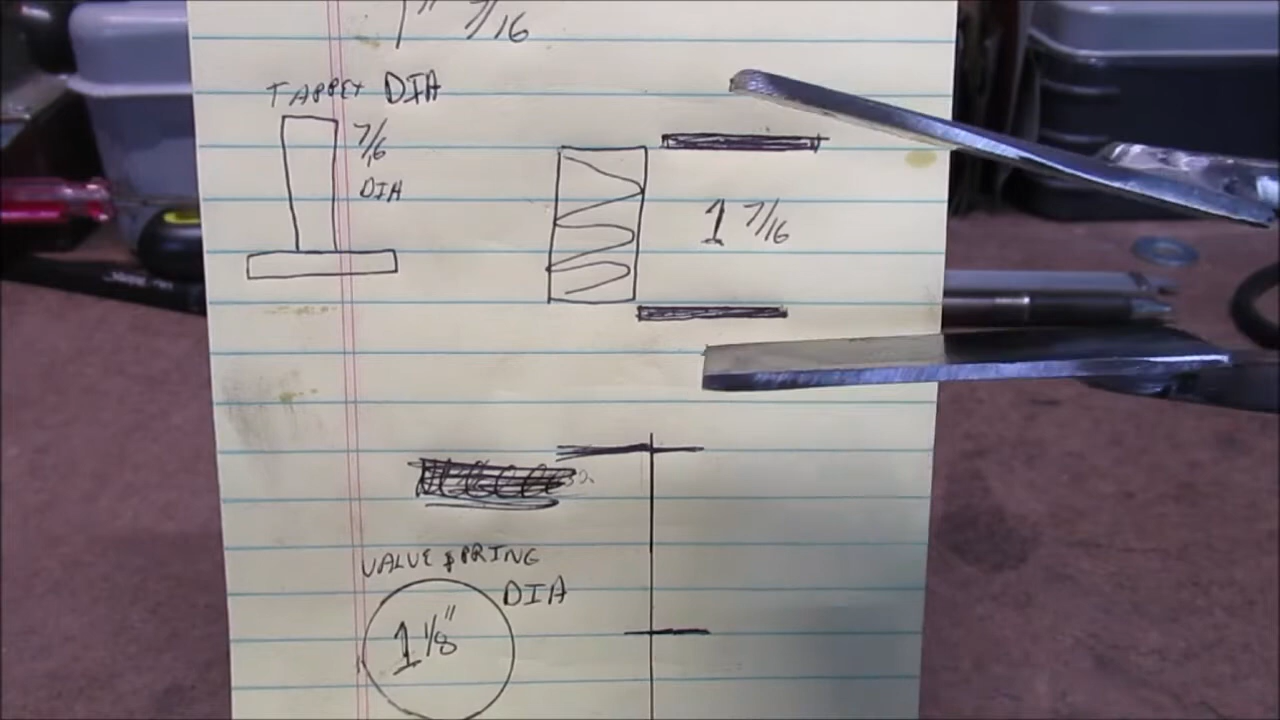 1" 7/16
TAPPET DIA
7/16
DIA
1 7/16
VALVE SPRING
DIA
1 1/8"